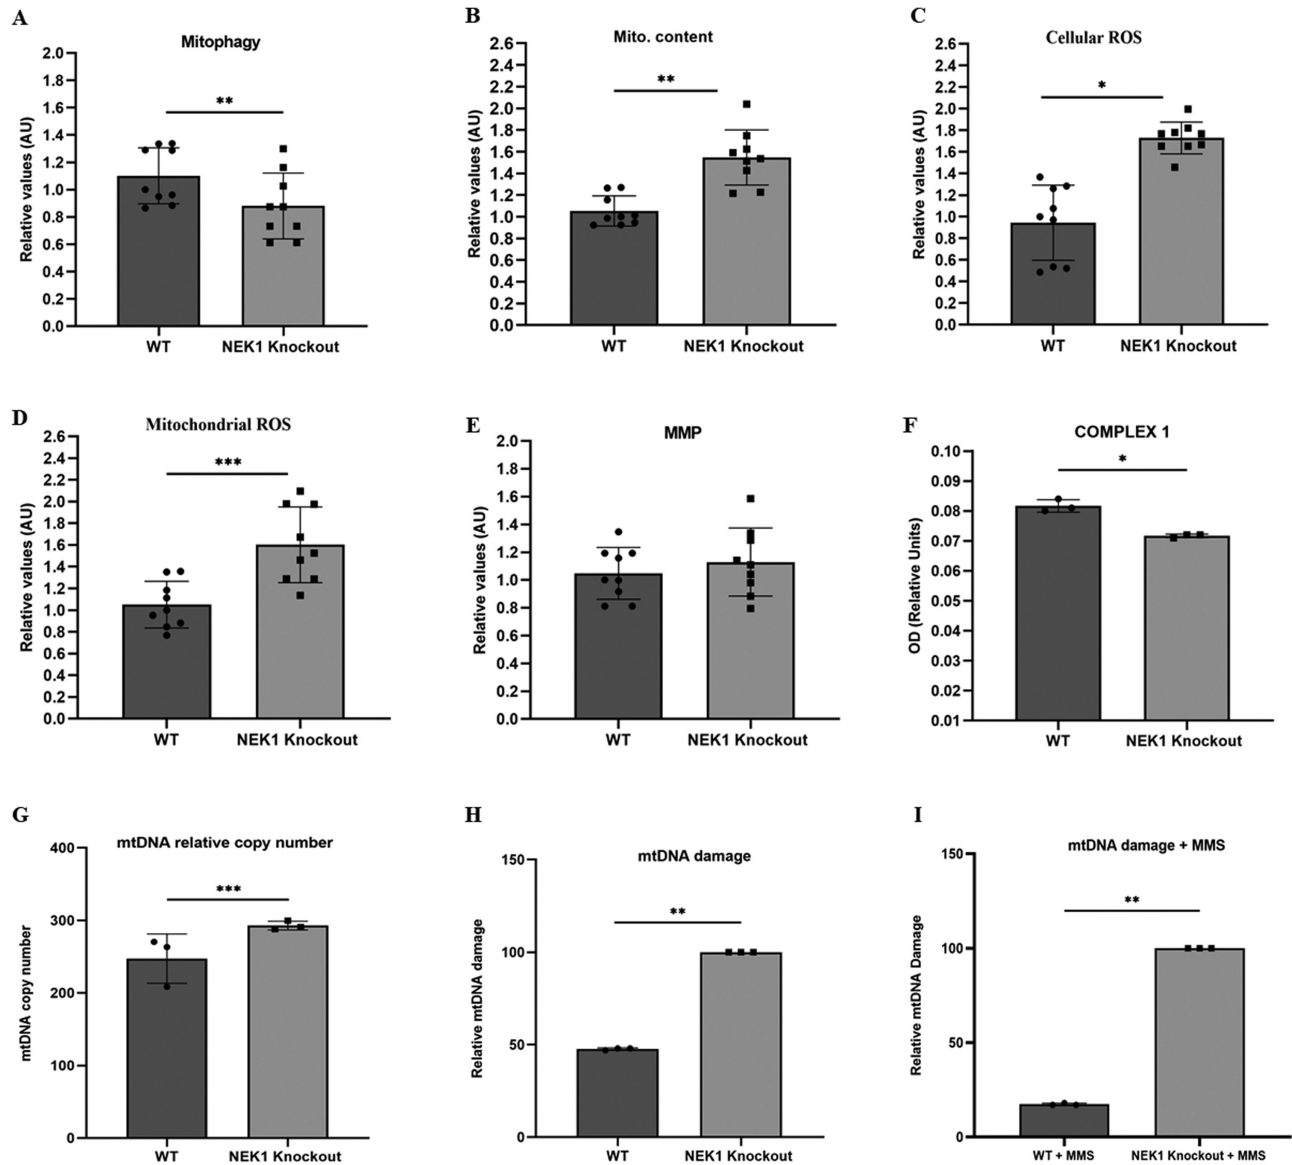 A
Mitophagy
Relative values (AU)
2.0
1.8
1.6
1.4
1.2
1.0
0.8
0.6
0.4
0.2
0.0
**
WT
NEK1 Knockout
B
Mito. content
Relative values (AU)
2.6
2.4
2.2
2.0
1.8
1.6
1.4
1.2
1.0
0.8
0.6
0.4
0.2
0.0
**
WT
NEK1 Knockout
C
Cellular ROS
Relative values (AU)
2.6
2.4
2.2
2.0
1.8
1.6
1.4
1.2
1.0
0.8
0.6
0.4
0.2
0.0
*
WT
NEK1 Knockout
D
Mitochondrial ROS
Relative values (AU)
2.6
2.4
2.2
2.0
1.8
1.6
1.4
1.2
1.0
0.8
0.6
0.4
0.2
0.0
***
WT
NEK1 Knockout
E
MMP
Relative values (AU)
2.0
1.8
1.6
1.4
1.2
1.0
0.8
0.6
0.4
0.2
0.0
WT
NEK1 Knockout
F
COMPLEX 1
OD (Relative Units)
0.10
0.09
0.08
0.07
0.06
0.05
0.04
0.03
0.02
0.01
*
WT
NEK1 Knockout
G
mtDNA relative copy number
mtDNA copy number
400
300
200
100
0
***
WT
NEK1 Knockout
H
mtDNA damage
Relative mtDNA damage
150
100
50
0
**
WT
NEK1 Knockout
I
mtDNA damage + MMS
Relative mtDNA Damage
150
100
50
0
**
WT + MMS
NEK1 Knockout + MMS